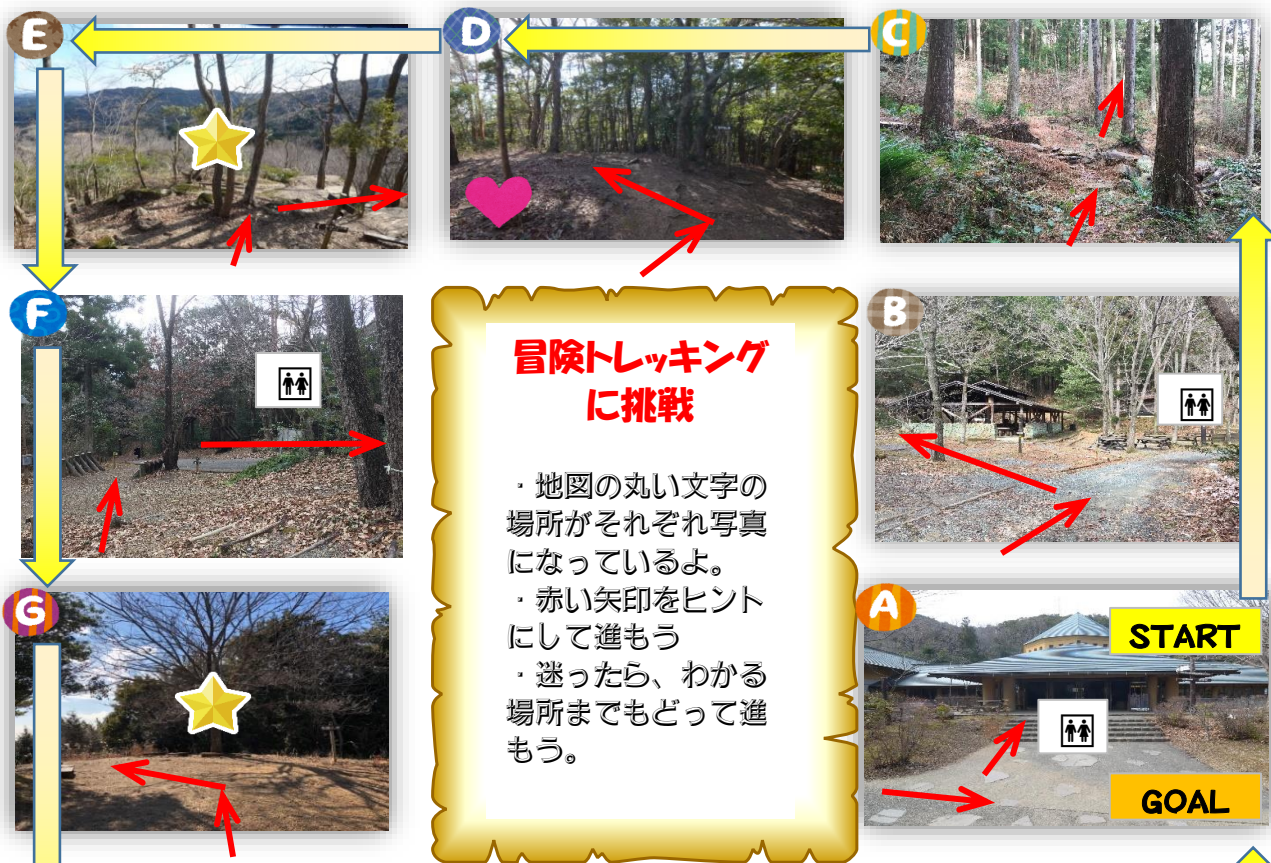 E
D
C
F
冒険トレッキング
に挑戦
・地図の丸い文字の
場所がそれぞれ写真
になっているよ。
・赤い矢印をヒント
にして進もう
・迷ったら、わかる
場所までもどって進
もう。
B
G
A
START
GOAL